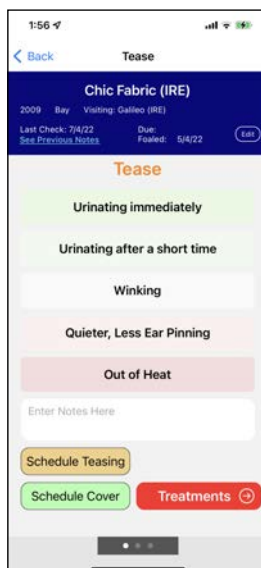 1:56
Back Tease
Chic Fabric (IRE)
2009 Bay Visiting: Galileo (IRE)
Last Check: 7/4/22 Due:
See Previous Notes Foaled: 5/4/22 Edit
Tease
Urinating immediately
Urinating after a short time
Winking
Quieter, Less Ear Pinning
Out of Heat
Enter Notes Here
Schedule Teasing
Schedule Cover Treatments